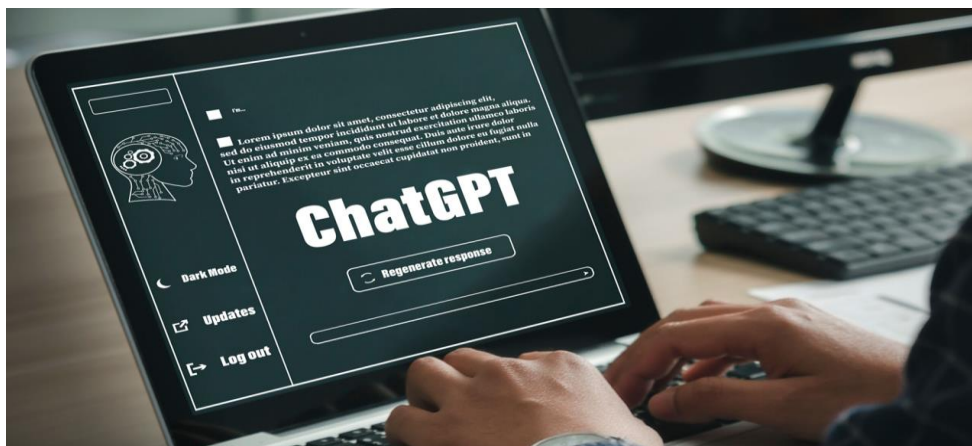 I'm...
Lorem ipsum dolor sit amet, consectetur adipiscing elit,
sed do eiusmod tempor incididunt ut labore et dolore magna aliqua.
Ut enim ad minim veniam, quis nostrud exercitation ullamco laboris
nisi ut aliquip ex ea commodo consequat. Duis aute irure dolor
in reprehenderit in voluptate velit esse cillum dolore eu fugiat nulla
pariatur. Excepteur sint occaecat cupidatat non proident, sunt in
ChatGPT
Regenerate response
Dark Mode
Updates
Log out